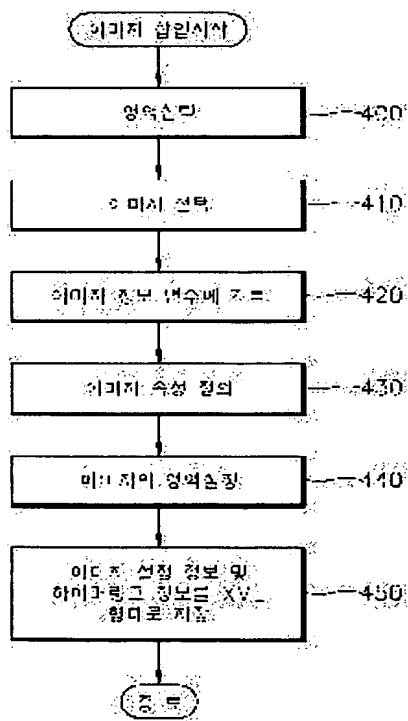 이미지 삽입시작
영역선택
400
이미지 선택
410
이미지 정보 변수에 저장
420
이미지 속성 정의
430
이미지의 영역설정
440
이미지 설정 정보 및
하이퍼링크 정보를 XML
형태로 저장
450
종료